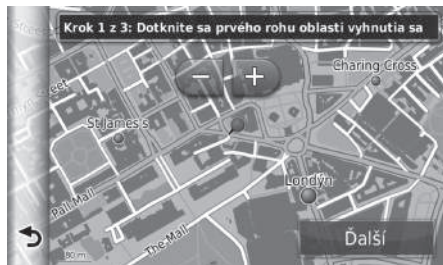 Krok 1 z 3: Dotknite sa prvého rohu oblasti vyhnutia sa
Charing Cross
St James's
Londýn
Pall Mall
The Mall
Ďalší
80 m